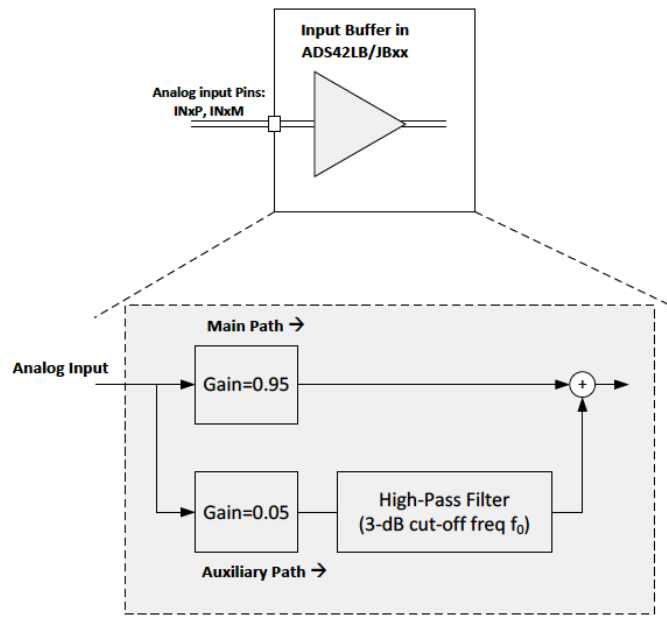 Input Buffer in
ADS42LB/JBxx
Analog input Pins:
INxP, INxM
Main Path →
Analog Input
Gain=0.95
+
Gain=0.05
High-Pass Filter
(3-dB cut-off freq f₀)
Auxiliary Path →